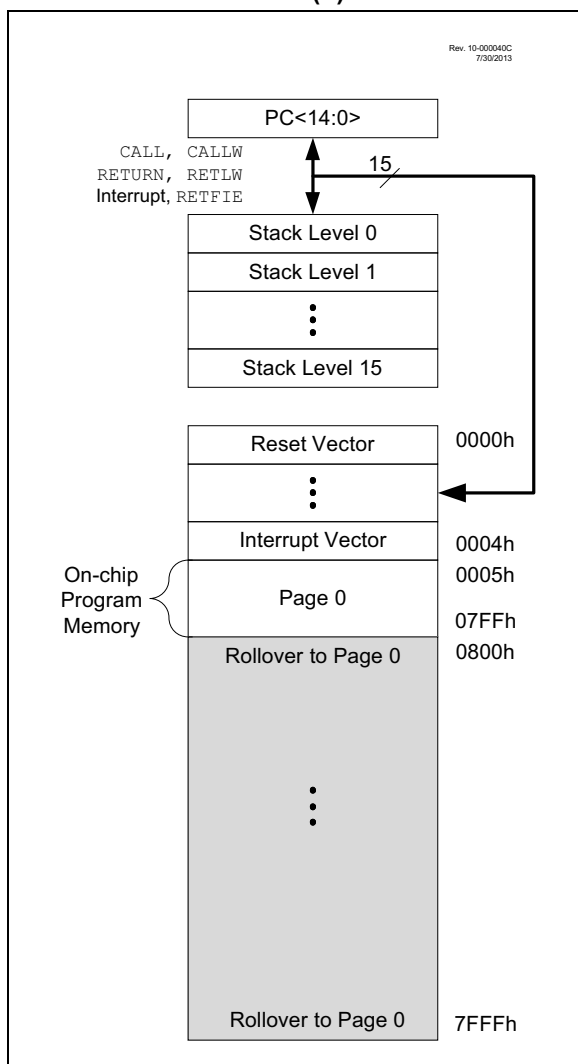 (1)
Rev. 10-000040C
7/30/2013
PC<14:0>
CALL, CALLW
RETURN, RETLW
Interrupt, RETFIE
15
Stack Level 0
Stack Level 1
Stack Level 15
Reset Vector
0000h
Interrupt Vector
0004h
On-chip
Program
Memory
Page 0
0005h
07FFh
Rollover to Page 0
0800h
Rollover to Page 0
7FFFh